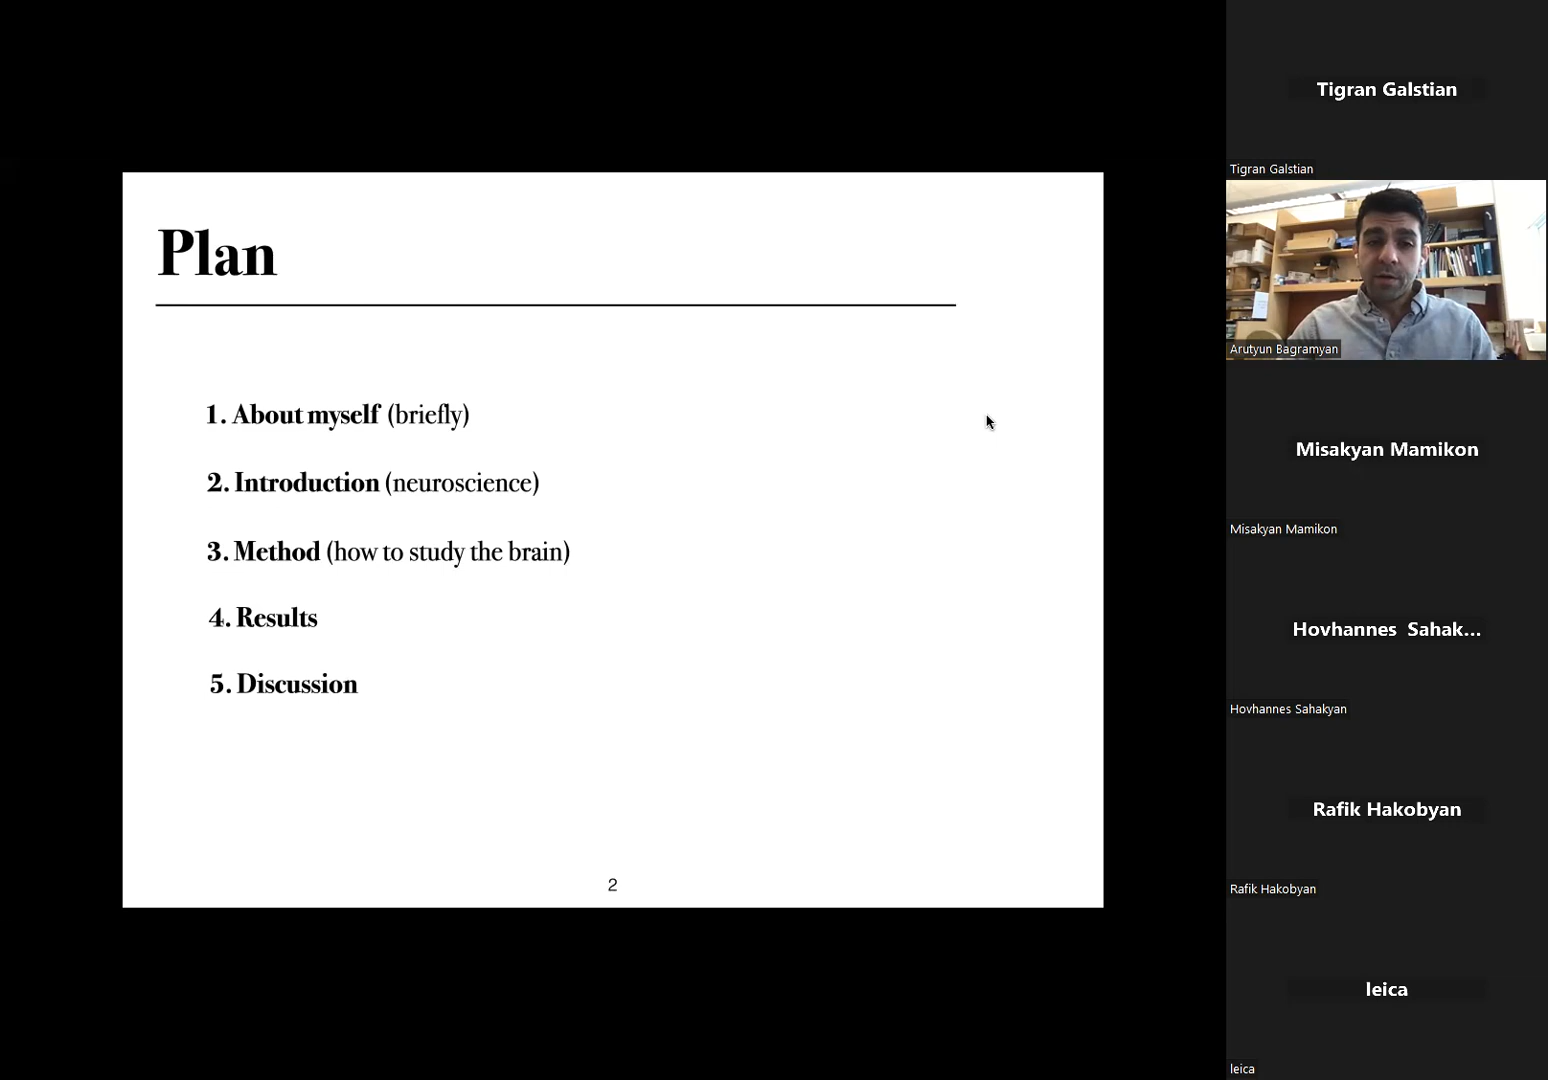 Plan
1. About myself (briefly)
2. Introduction (neuroscience)
3. Method (how to study the brain)
4. Results
5. Discussion
2
Tigran Galstian
Tigran Galstian
Arutyun Bagramyan
Misakyan Mamikon
Misakyan Mamikon
Hovhannes Sahak...
Hovhannes Sahakyan
Rafik Hakobyan
Rafik Hakobyan
leica
leica